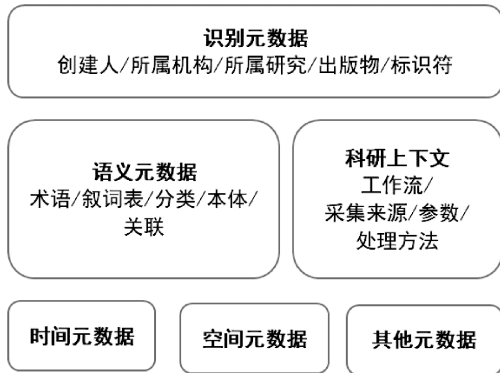 识别元数据
创建人/所属机构/所属研究/出版物/标识符
语义元数据
术语/叙词表/分类/本体/
关联
科研上下文
工作流/
采集来源/参数/
处理方法
时间元数据
空间元数据
其他元数据